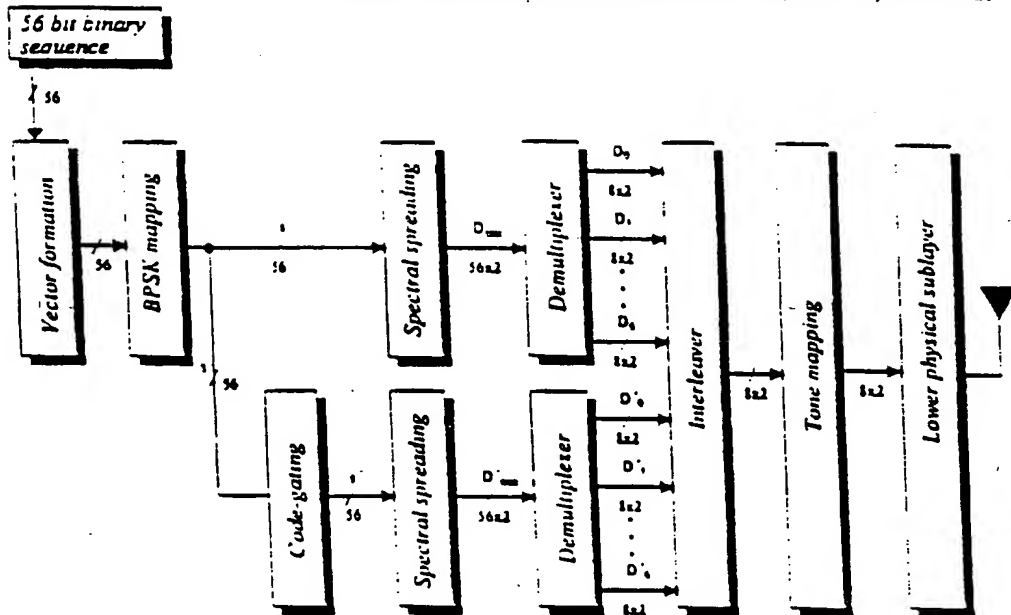 56 bit binary
sequence
56
Vector formation
56
BPSK mapping
s
56
Spectral spreading
56x2
Demultiplexer
8x2
8x2
D₆
8x2
Interleaver
8x2
Tone mapping
8x2
Lower physical sublayer
56
Code-gating
56
Spectral spreading
56x2
Demultiplexer
8x2
8x2
8x2